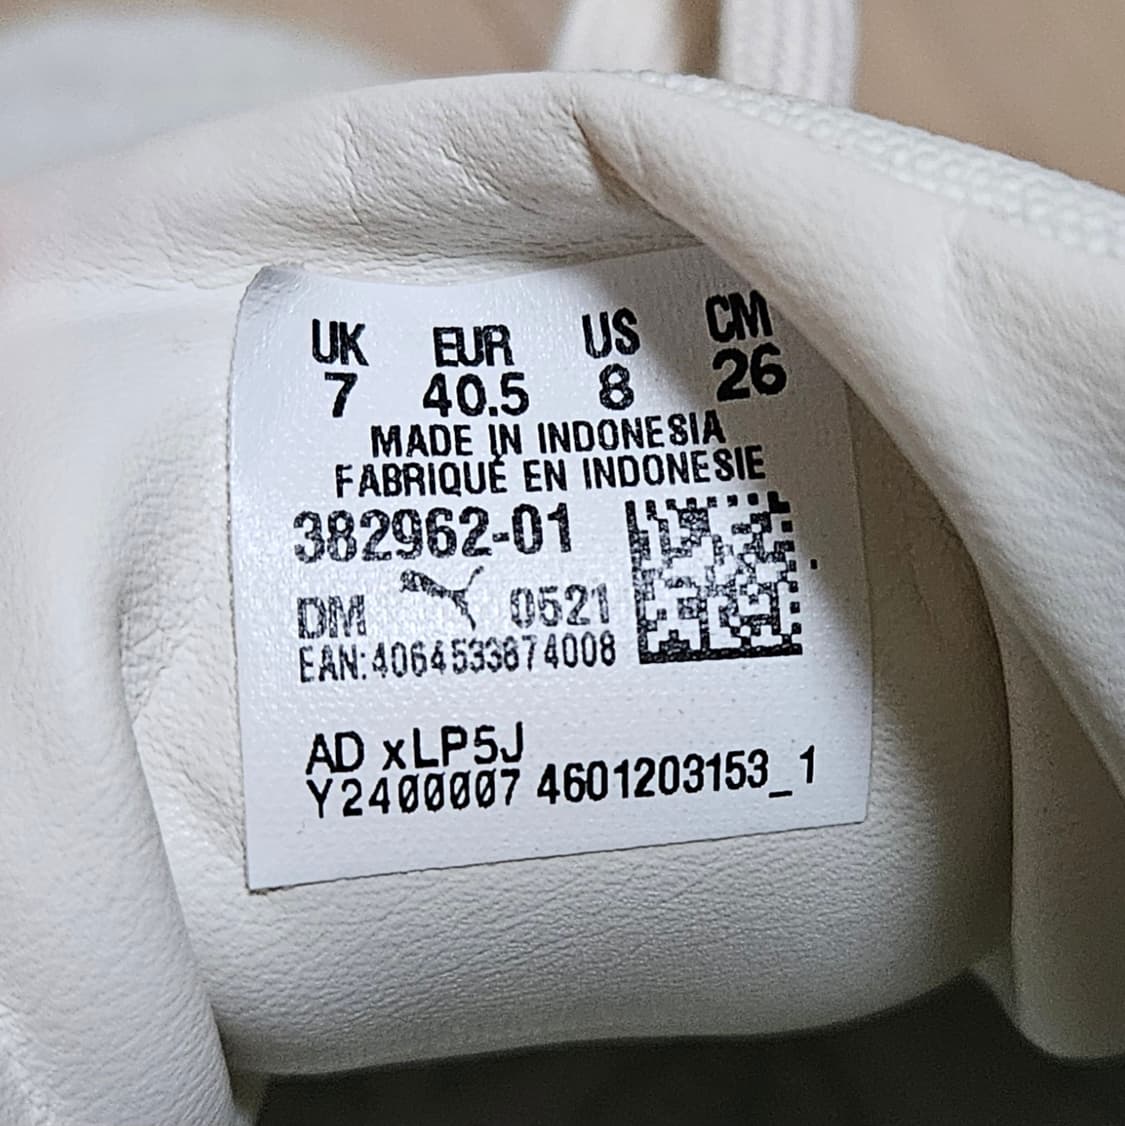 UK EUR US CM
7 40.5 8 26
MADE IN INDONESIA
FABRIQUÉ EN INDONESIE
382962-01
DM 0521
EAN:4064533874008
AD xLP5J
Y2400007 4601203153_1